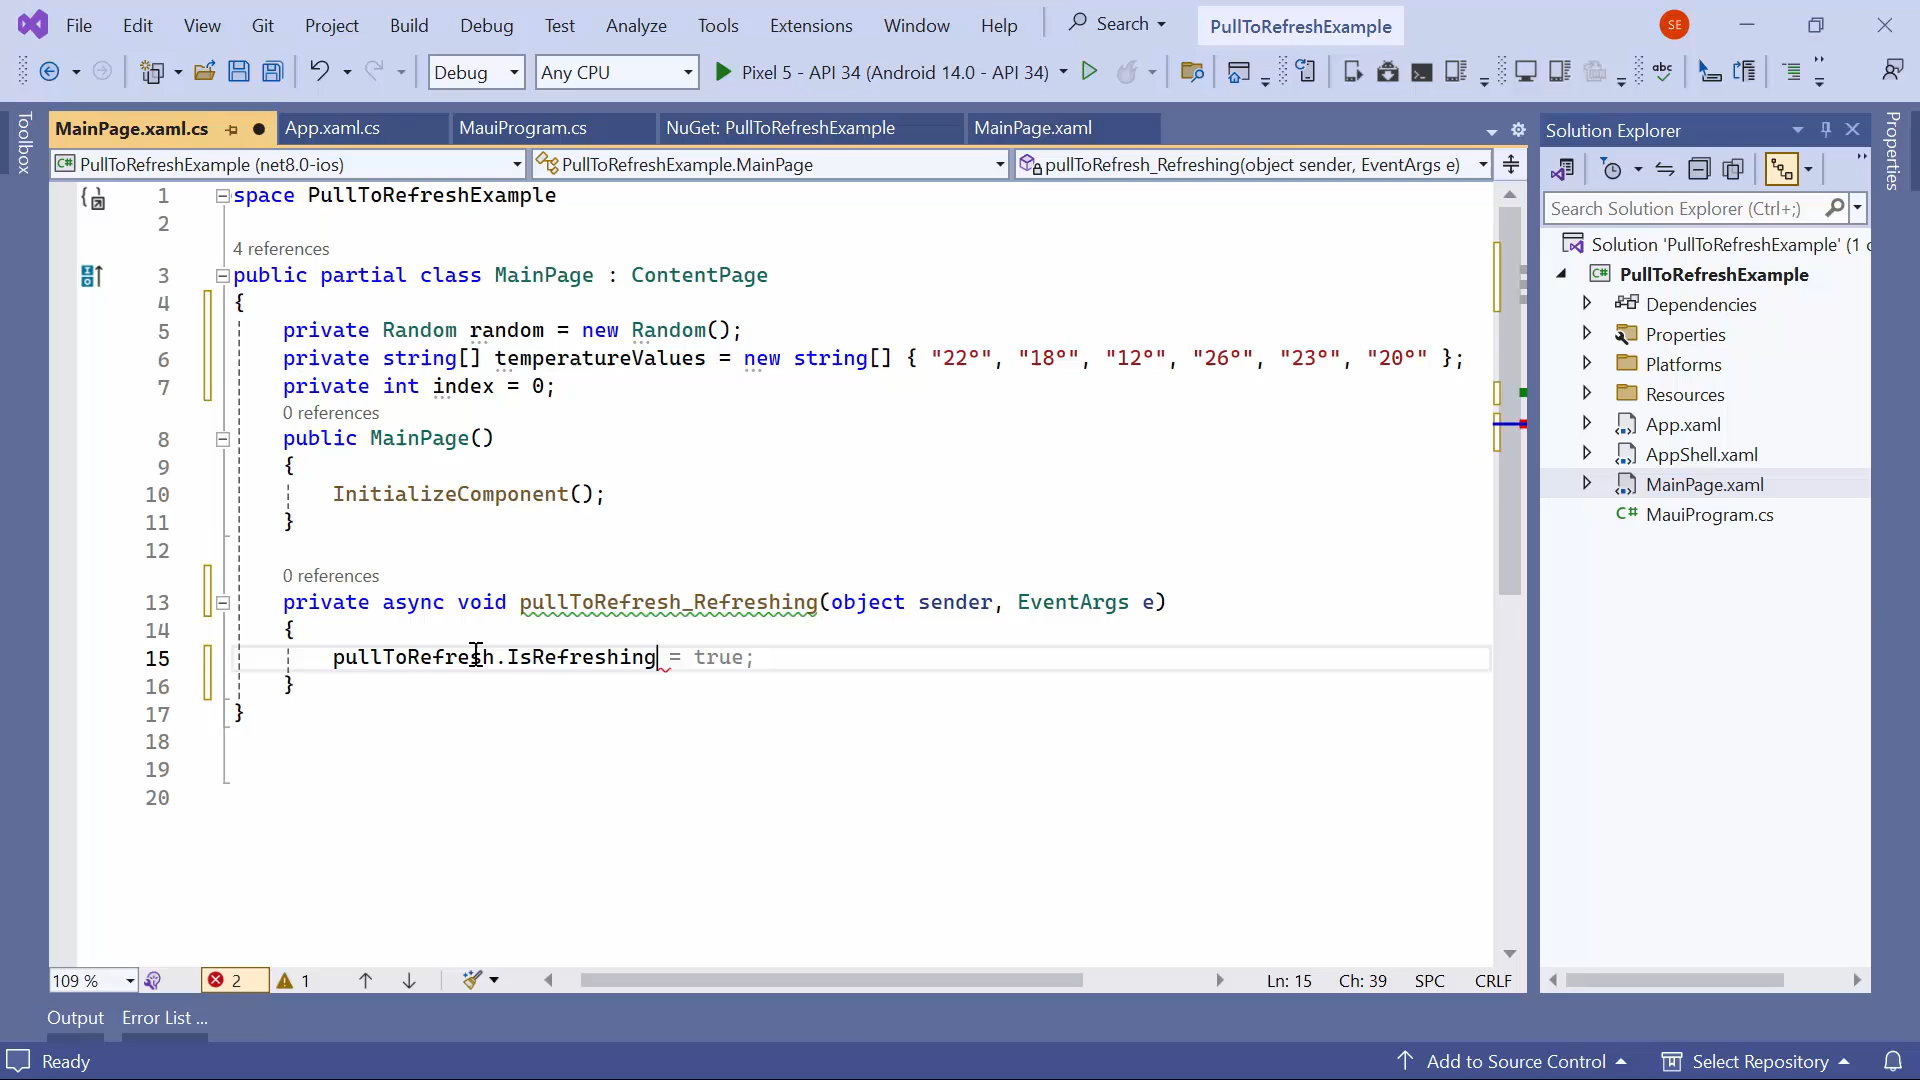 File Edit View Git Project Build Debug Test Analyze Tools Extensions Window Help Search PullToRefreshExample SE
Debug Any CPU Pixel 5 - API 34 (Android 14.0 - API 34) abc
Toolbox
MainPage.xaml.cs App.xaml.cs MauiProgram.cs NuGet: PullToRefreshExample MainPage.xaml
PullToRefreshExample (net8.0-ios) PullToRefreshExample.MainPage pullToRefresh_Refreshing(object sender, EventArgs e)
1 space PullToRefreshExample
2
4 references
3 public partial class MainPage : ContentPage
4 {
5 private Random random = new Random();
6 private string[] temperatureValues = new string[] { "22°", "18°", "12°", "26°", "23°", "20°" };
7 private int index = 0;
0 references
8 public MainPage()
9 {
10 InitializeComponent();
11 }
12
0 references
13 private async void pullToRefresh_Refreshing(object sender, EventArgs e)
14 {
15 pullToRefresh.IsRefreshing = true;
16 }
17 }
18
19
20
109 % 2 1 Ln: 15 Ch: 39 SPC CRLF
Solution Explorer
Search Solution Explorer (Ctrl+;)
Solution 'PullToRefreshExample' (1 c
C# PullToRefreshExample
Dependencies
Properties
Platforms
Resources
App.xaml
AppShell.xaml
MainPage.xaml
C# MauiProgram.cs
Properties
Output Error List ...
Ready Add to Source Control Select Repository